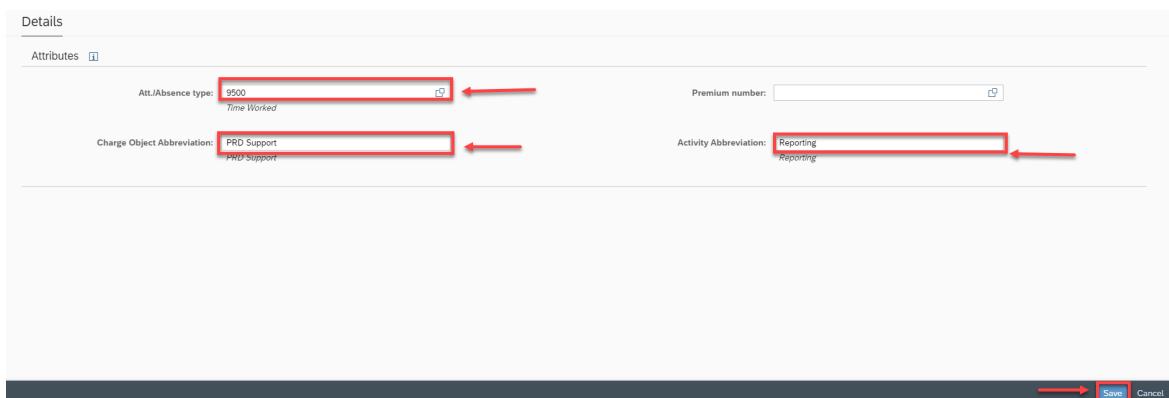 Details
Attributes
Att./Absence type: 9500 Premium number:
Time Worked
Charge Object Abbreviation: PRD Support Activity Abbreviation: Reporting
PRD Support Reporting
Save Cancel